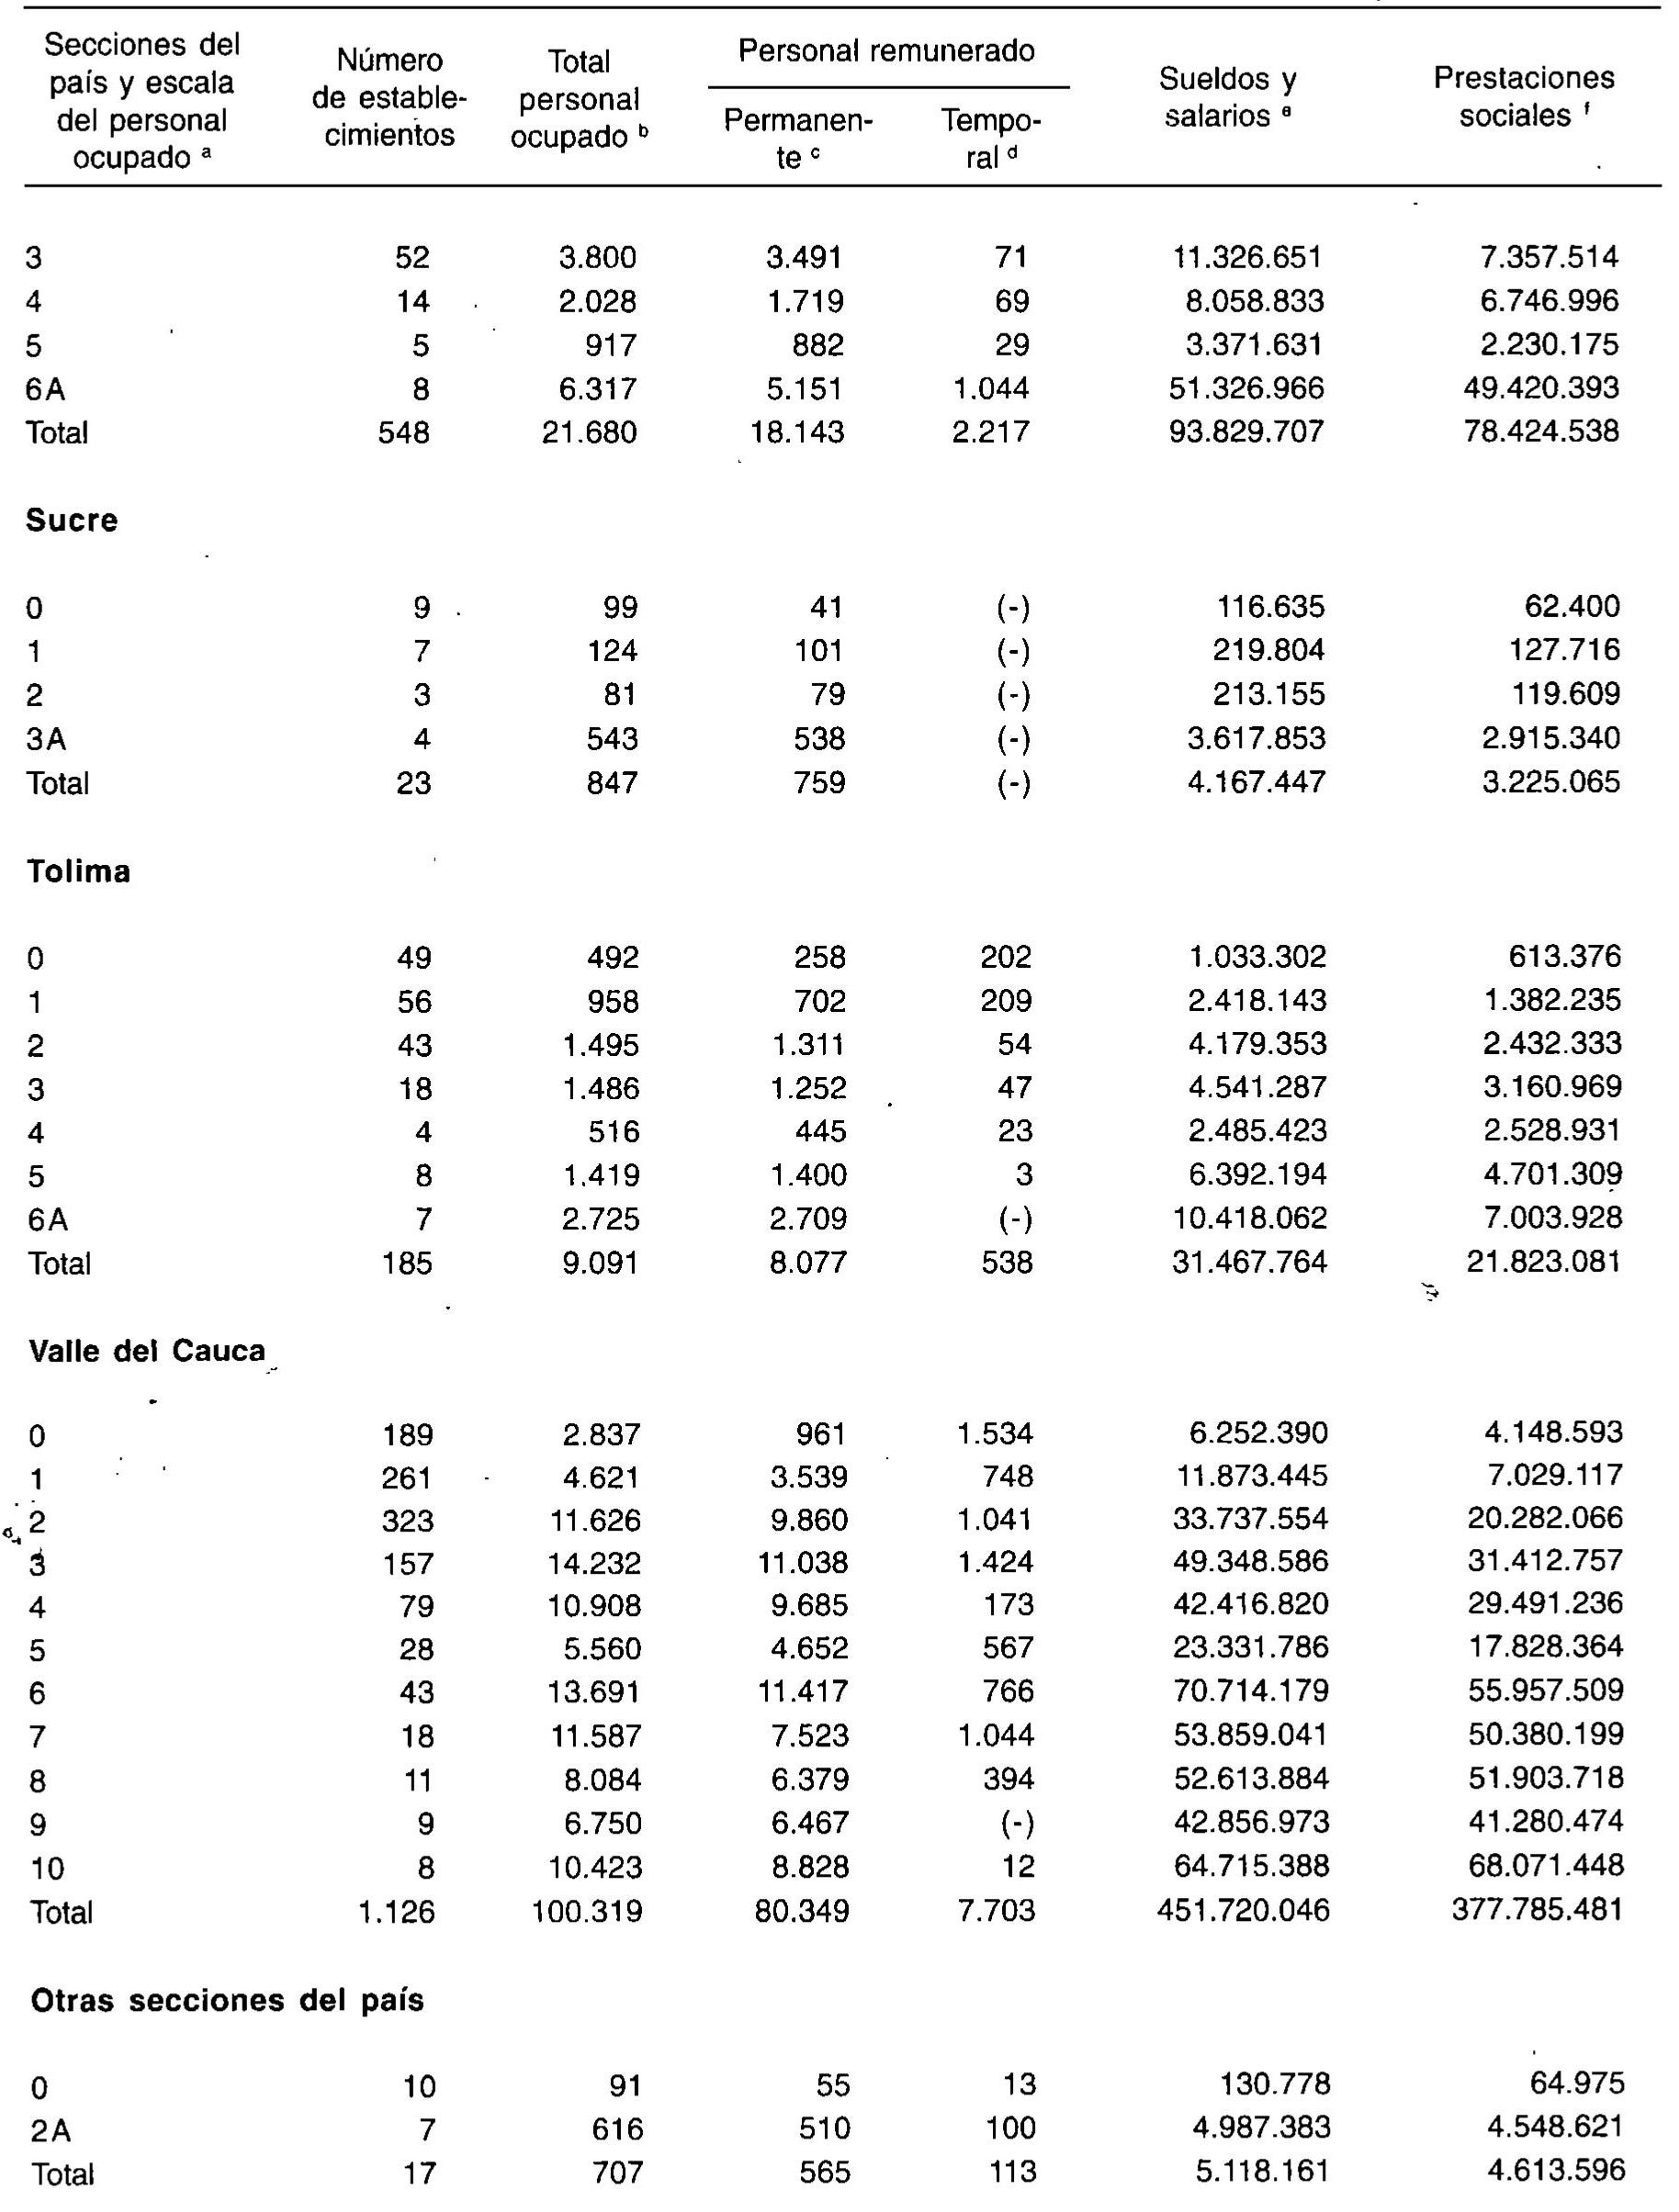 Secciones del país y escala del personal ocupado a | Número de estable-cimientos | Total personal ocupado b | Personal remunerado | Sueldos y salarios e | Prestaciones sociales f
Permanen-te c | Tempo-ral d
3 52 3.800 3.491 71 11.326.651 7.357.514
4 14 2.028 1.719 69 8.058.833 6.746.996
5 5 917 882 29 3.371.631 2.230.175
6A 8 6.317 5.151 1.044 51.326.966 49.420.393
Total 548 21.680 18.143 2.217 93.829.707 78.424.538
Sucre
0 9 99 41 (-) 116.635 62.400
1 7 124 101 (-) 219.804 127.716
2 3 81 79 (-) 213.155 119.609
3A 4 543 538 (-) 3.617.853 2.915.340
Total 23 847 759 (-) 4.167.447 3.225.065
Tolima
0 49 492 258 202 1.033.302 613.376
1 56 958 702 209 2.418.143 1.382.235
2 43 1.495 1.311 54 4.179.353 2.432.333
3 18 1.486 1.252 47 4.541.287 3.160.969
4 4 516 445 23 2.485.423 2.528.931
5 8 1.419 1.400 3 6.392.194 4.701.309
6A 7 2.725 2.709 (-) 10.418.062 7.003.928
Total 185 9.091 8.077 538 31.467.764 21.823.081
Valle del Cauca
0 189 2.837 961 1.534 6.252.390 4.148.593
1 261 4.621 3.539 748 11.873.445 7.029.117
2 323 11.626 9.860 1.041 33.737.554 20.282.066
3 157 14.232 11.038 1.424 49.348.586 31.412.757
4 79 10.908 9.685 173 42.416.820 29.491.236
5 28 5.560 4.652 567 23.331.786 17.828.364
6 43 13.691 11.417 766 70.714.179 55.957.509
7 18 11.587 7.523 1.044 53.859.041 50.380.199
8 11 8.084 6.379 394 52.613.884 51.903.718
9 9 6.750 6.467 (-) 42.856.973 41.280.474
10 8 10.423 8.828 12 64.715.388 68.071.448
Total 1.126 100.319 80.349 7.703 451.720.046 377.785.481
Otras secciones del país
0 10 91 55 13 130.778 64.975
2A 7 616 510 100 4.987.383 4.548.621
Total 17 707 565 113 5.118.161 4.613.596